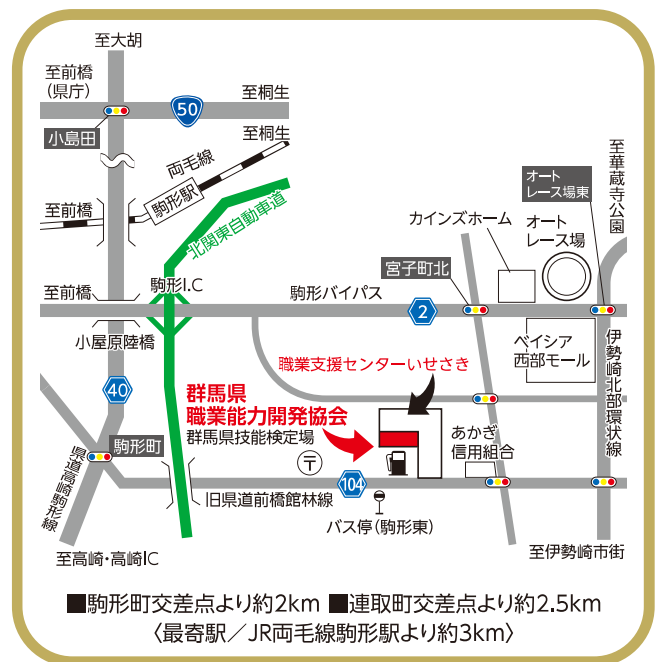 至大胡
至前橋
(県庁)
50
至桐生
小島田
至桐生
両毛線
駒形駅
至前橋
北関東自動車道
至華蔵寺公園
オート
レース場東
カインズホーム
オート
レース場
宮子町北
駒形I.C
至前橋
駒形バイパス
2
小屋原陸橋
ベイシア
西部モール
伊勢崎北部環状線
職業支援センターいせさき
40
群馬県
職業能力開発協会
群馬県技能検定場
駒形町
あかぎ
信用組合
〒
104
県道高崎駒形線
旧県道前橋館林線
バス停(駒形東)
至高崎・高崎IC
至伊勢崎市街
■駒形町交差点より約2km ■連取町交差点より約2.5km
〈最寄駅/JR両毛線駒形駅より約3km〉